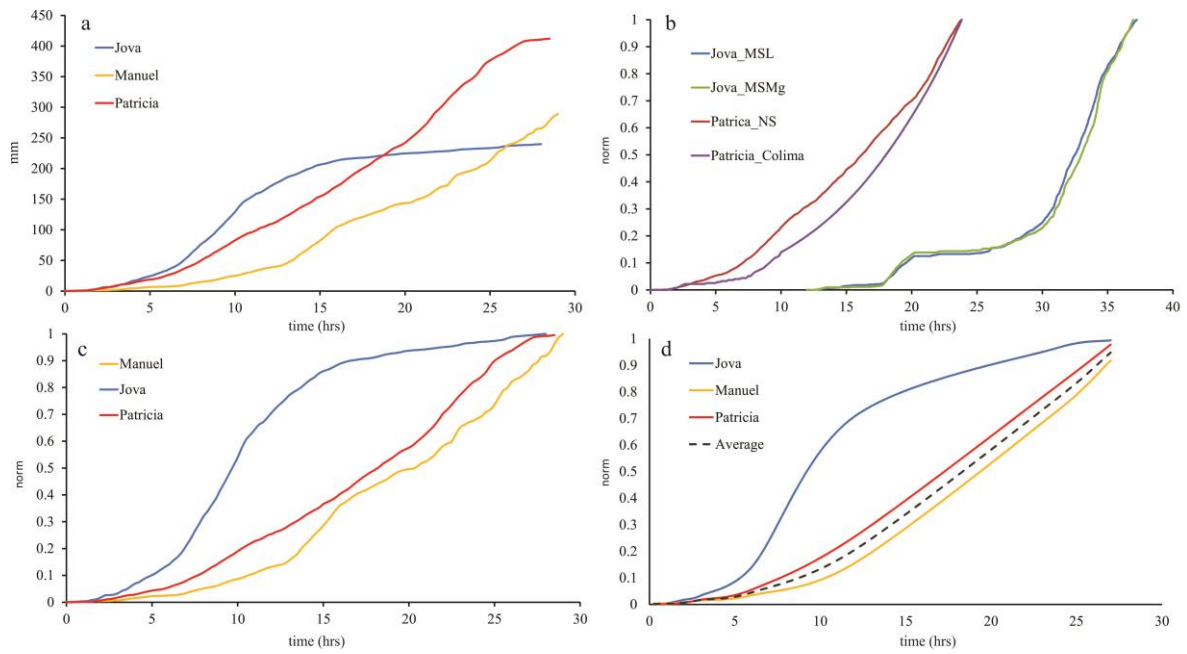 a
450
400
350
300
250
200
150
100
50
0
mm
Jova
Manuel
Patricia
0 5 10 15 20 25 30
time (hrs)
b
1
0.9
0.8
0.7
0.6
0.5
0.4
0.3
0.2
0.1
0
norm
Jova_MSL
Jova_MSMg
Patrica_NS
Patricia_Colima
0 5 10 15 20 25 30 35 40
time (hrs)
c
1
0.9
0.8
0.7
0.6
0.5
0.4
0.3
0.2
0.1
0
norm
Manuel
Jova
Patricia
0 5 10 15 20 25 30
time (hrs)
d
1
0.9
0.8
0.7
0.6
0.5
0.4
0.3
0.2
0.1
0
norm
Jova
Manuel
Patricia
Average
0 5 10 15 20 25 30
time (hrs)